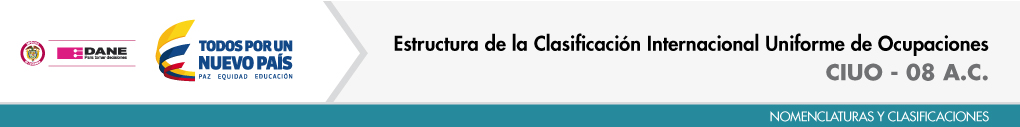 DANE
Para tomar decisiones
TODOS POR UN
NUEVO PAÍS
PAZ EQUIDAD EDUCACIÓN
Estructura de la Clasificación Internacional Uniforme de Ocupaciones
CIUO - 08 A.C.
NOMENCLATURAS Y CLASIFICACIONES